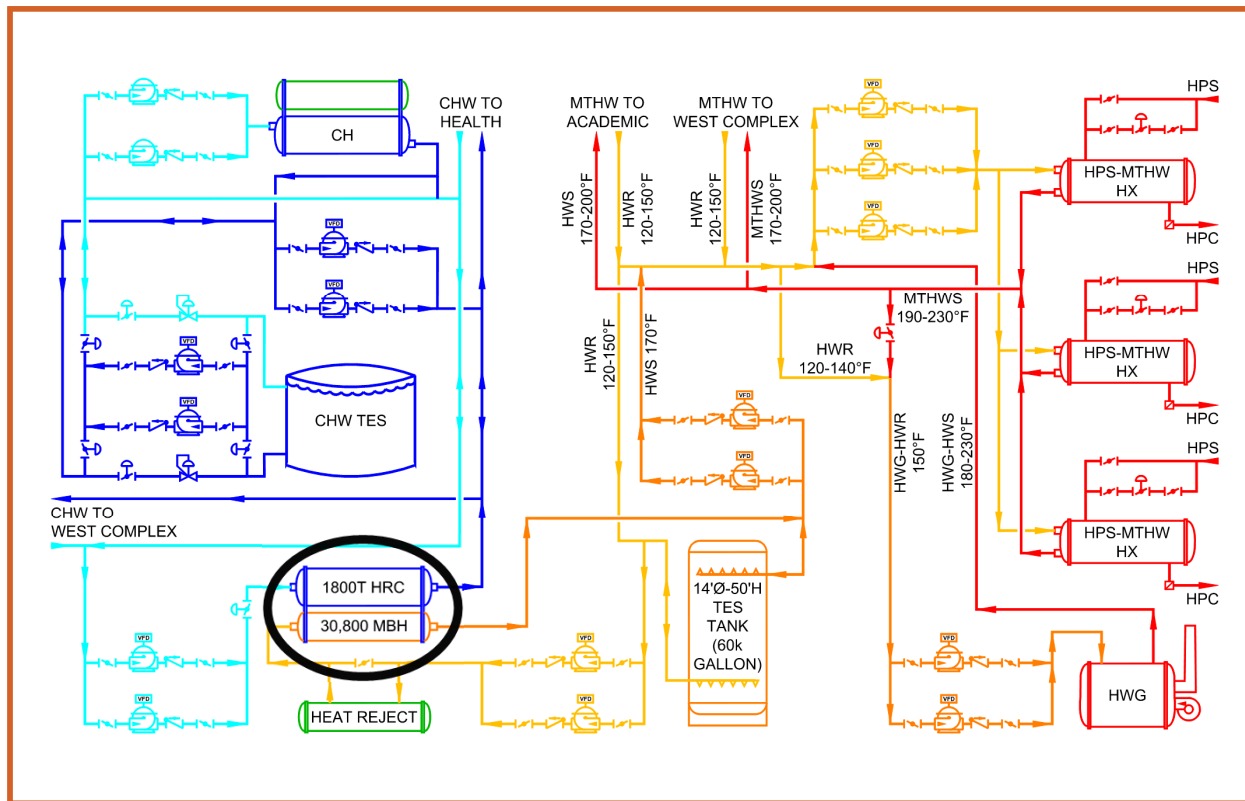 CH
CHW TO
HEALTH
VFD
VFD
VFD
VFD
CHW TES
CHW TO
WEST COMPLEX
1800T HRC
30,800 MBH
HEAT REJECT
VFD
VFD
MTHW TO
ACADEMIC
MTHW TO
WEST COMPLEX
HWS
170-200°F
HWR
120-150°F
HWR
120-150°F
MTHWS
170-200°F
VFD
VFD
VFD
HWR
120-150°F
HWS 170°F
VFD
VFD
MTHWS
190-230°F
HWR
120-140°F
HWG-HWR
150°F
HWG-HWS
180-230°F
14'Ø-50'H
TES
TANK
(60k
GALLON)
VFD
VFD
VFD
VFD
HWG
HPS
HPS-MTHW
HX
HPC
HPS
HPS-MTHW
HX
HPC
HPS
HPS-MTHW
HX
HPC